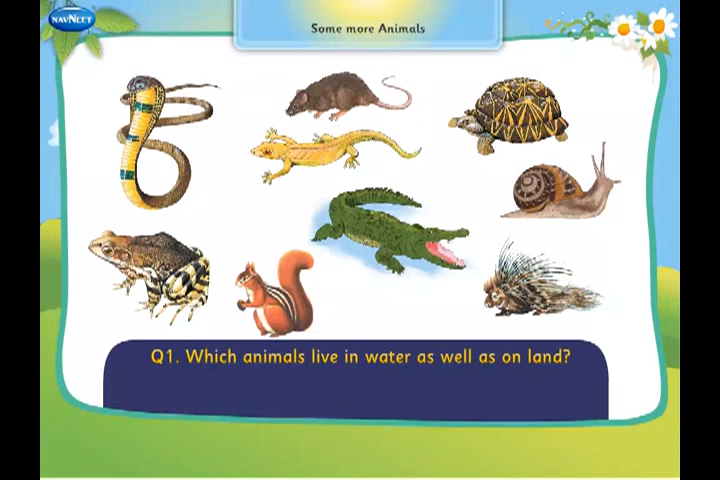 NAVNEET
Some more Animals
Q1. Which animals live in water as well as on land?